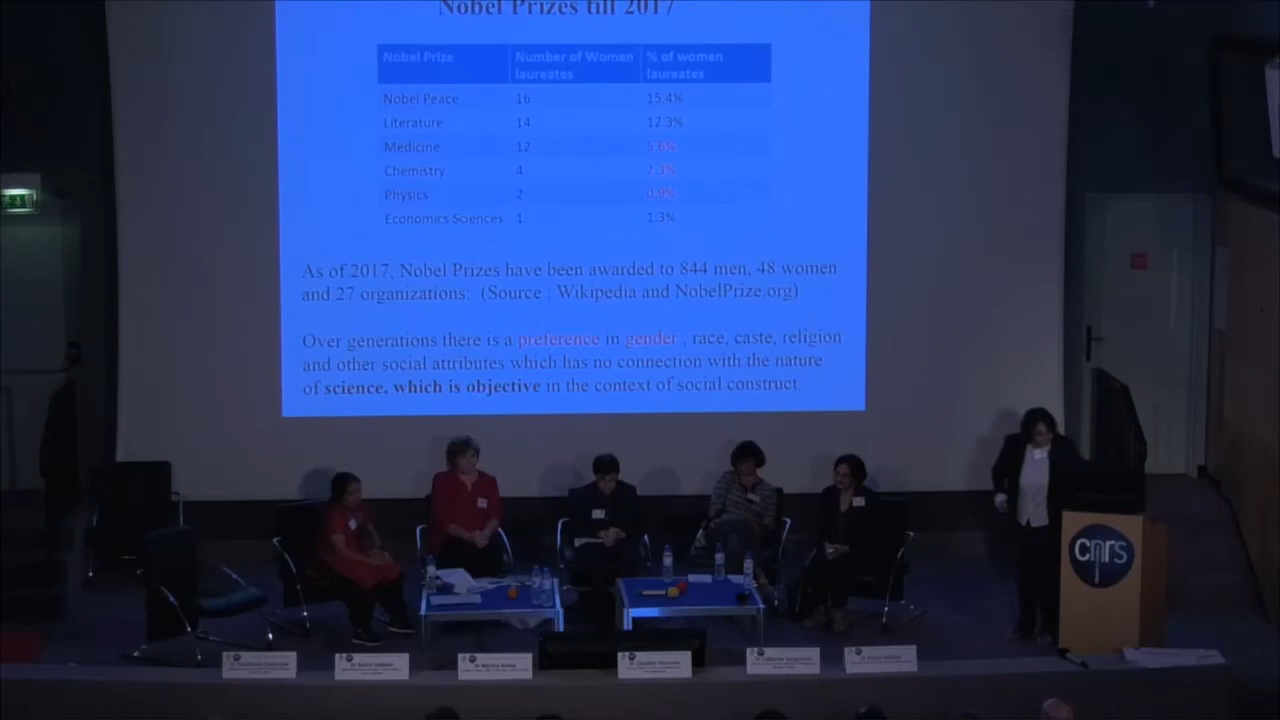 Nobel Prizes till 2017
Nobel Prize Number of Women laureates % of women laureates
Nobel Peace 16 15.4%
Literature 14 12.3%
Medicine 12 5.6%
Chemistry 4 2.3%
Physics 2 0.9%
Economics Sciences 1 1.3%
As of 2017, Nobel Prizes have been awarded to 844 men, 48 women
and 27 organizations: (Source : Wikipedia and NobelPrize.org)
Over generations there is a preference in gender , race, caste, religion
and other social attributes which has no connection with the nature
of science, which is objective in the context of social construct
cnrs